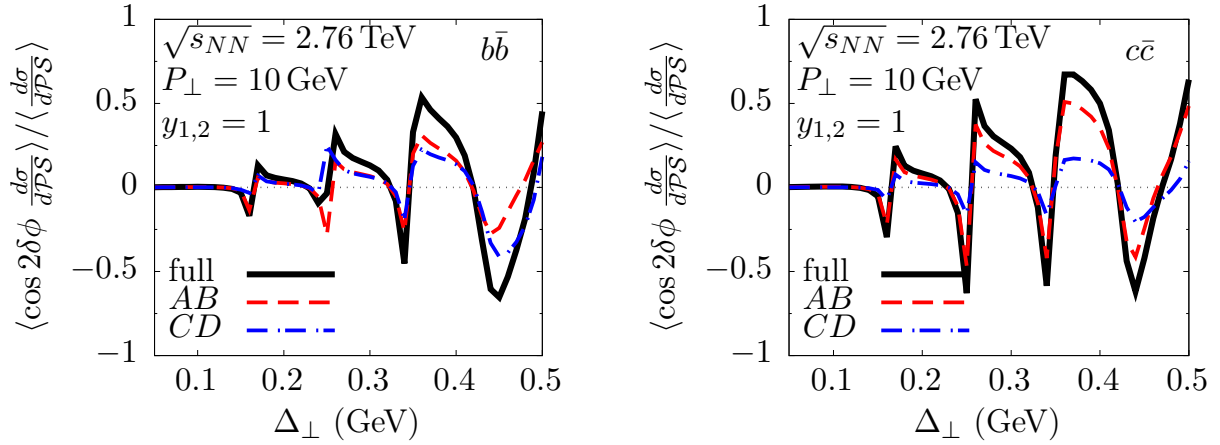 ⟨cos 2δϕ dσ/dPS⟩/⟨dσ/dPS⟩
1
0.5
0
−0.5
−1
√s_NN = 2.76 TeV
bb̄
P⊥ = 10 GeV
y1,2 = 1
full
AB
CD
0.1 0.2 0.3 0.4 0.5
Δ⊥ (GeV)
⟨cos 2δϕ dσ/dPS⟩/⟨dσ/dPS⟩
1
0.5
0
−0.5
−1
√s_NN = 2.76 TeV
cc̄
P⊥ = 10 GeV
y1,2 = 1
full
AB
CD
0.1 0.2 0.3 0.4 0.5
Δ⊥ (GeV)